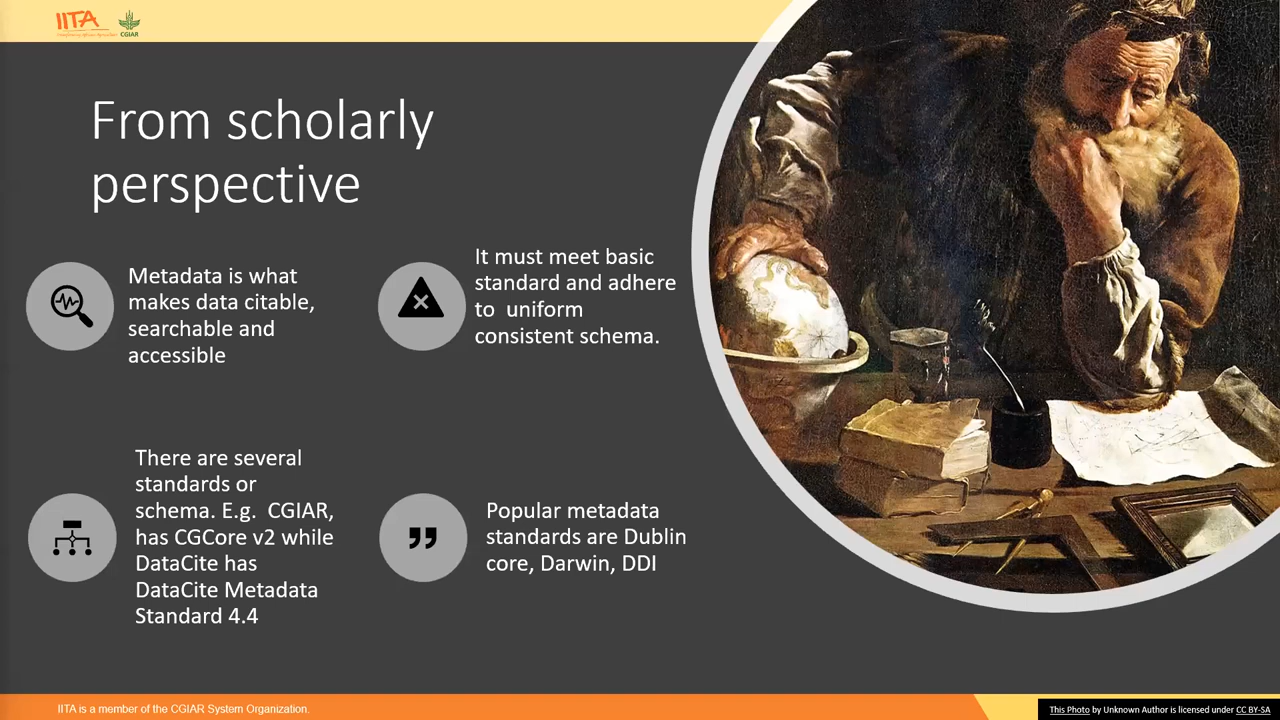 IITA
CGIAR
From scholarly
perspective
Metadata is what
makes data citable,
searchable and
accessible
It must meet basic
standard and adhere
to  uniform
consistent schema.
There are several
standards or
schema. E.g.  CGIAR,
has CGCore v2 while
DataCite has
DataCite Metadata
Standard 4.4
Popular metadata
standards are Dublin
core, Darwin, DDI
IITA is a member of the CGIAR System Organization.
This Photo by Unknown Author is licensed under CC BY-SA